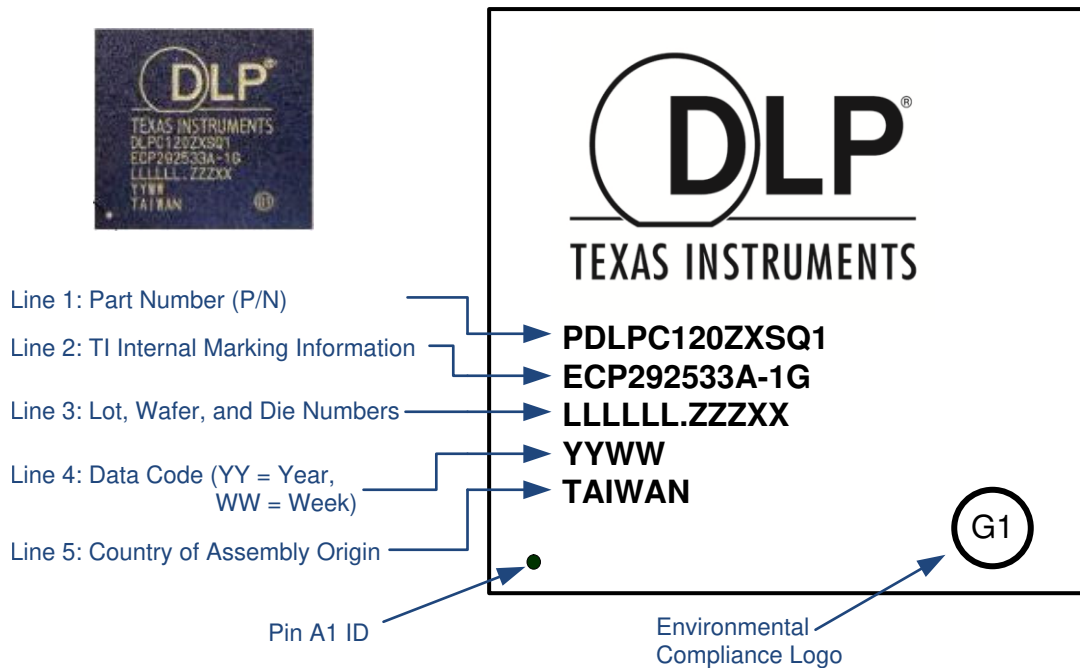 DLP®
TEXAS INSTRUMENTS
DLPC120ZXSQ1
ECP292533A-1G
LLLLLL.ZZZXX
YYWW
TAIWAN
G1
DLP®
TEXAS INSTRUMENTS
Line 1: Part Number (P/N)
PDLPC120ZXSQ1
Line 2: TI Internal Marking Information
ECP292533A-1G
Line 3: Lot, Wafer, and Die Numbers
LLLLLL.ZZZXX
Line 4: Data Code (YY = Year,
WW = Week)
YYWW
Line 5: Country of Assembly Origin
TAIWAN
G1
Pin A1 ID
Environmental
Compliance Logo